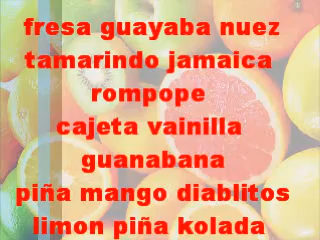 fresa guayaba nuez
tamarindo jamaica
rompope
cajeta vainilla
guanabana
piña mango diablitos
limon piña kolada